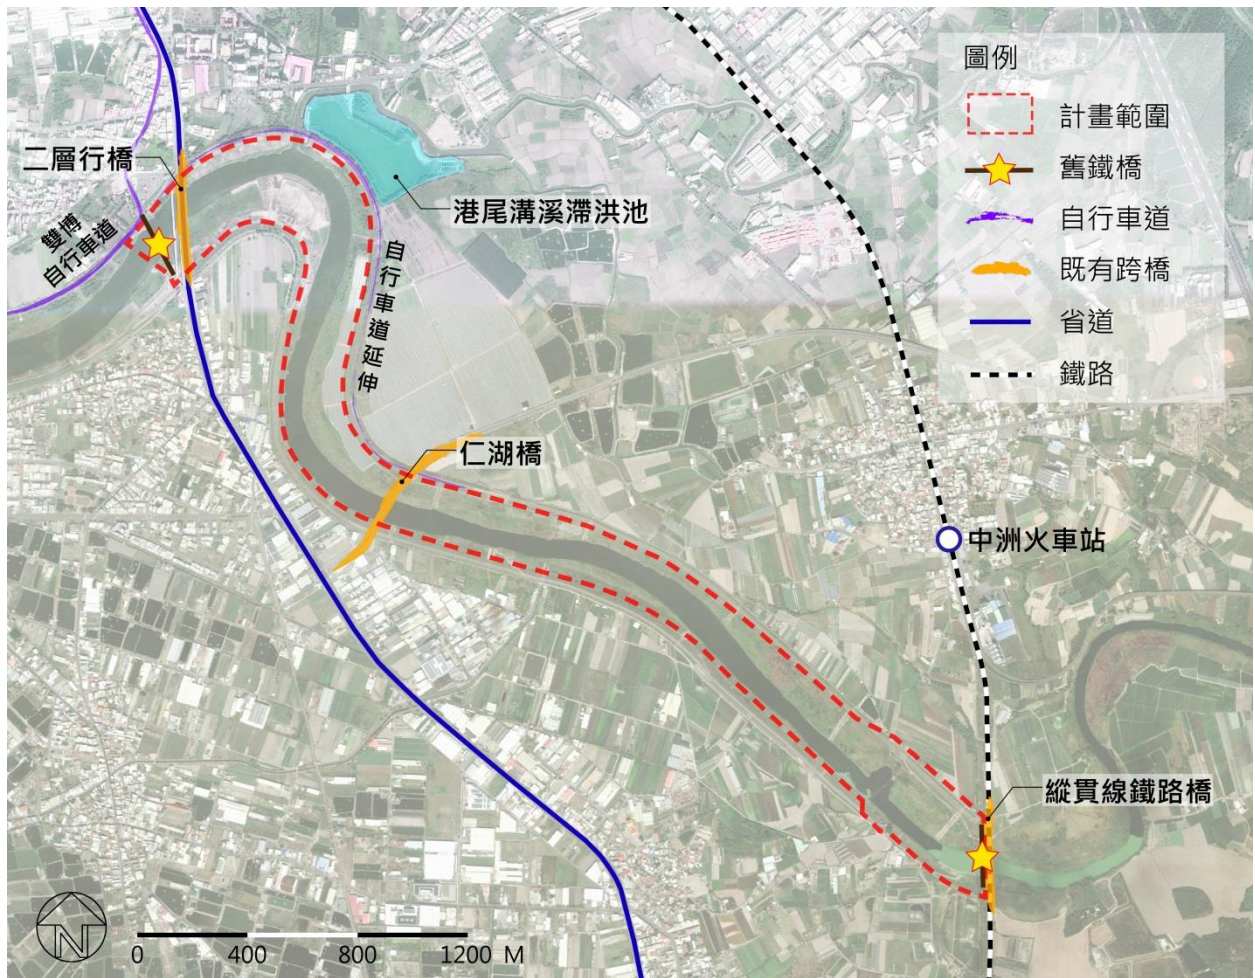 圖例
計畫範圍
舊鐵橋
自行車道
既有跨橋
省道
鐵路
二層行橋
港尾溝溪滯洪池
雙博
自行車道
自行車道延伸
仁湖橋
中洲火車站
縱貫線鐵路橋
N
0 400 800 1200 M